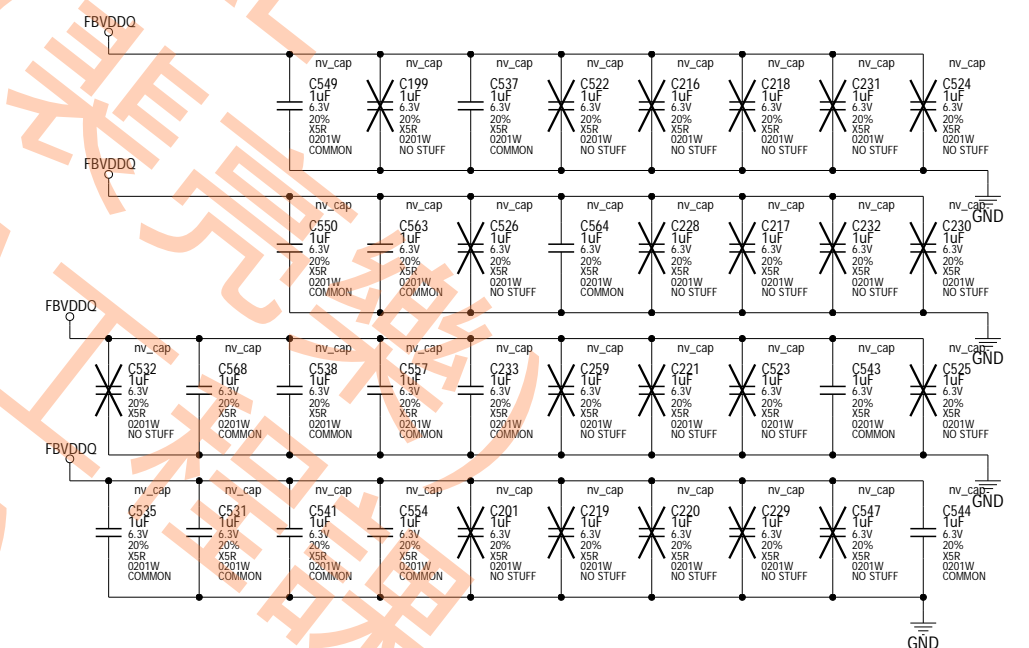 FBVDDQ
nv_cap nv_cap nv_cap nv_cap nv_cap nv_cap nv_cap nv_cap
C549 C199 C537 C522 C216 C218 C231 C524
1uF 1uF 1uF 1uF 1uF 1uF 1uF 1uF
6.3V 6.3V 6.3V 6.3V 6.3V 6.3V 6.3V 6.3V
20% 20% 20% 20% 20% 20% 20% 20%
X5R X5R X5R X5R X5R X5R X5R X5R
0201W 0201W 0201W 0201W 0201W 0201W 0201W 0201W
COMMON NO STUFF COMMON NO STUFF NO STUFF NO STUFF NO STUFF NO STUFF
FBVDDQ
GND
nv_cap nv_cap nv_cap nv_cap nv_cap nv_cap nv_cap nv_cap
C550 C563 C526 C564 C228 C217 C232 C230
1uF 1uF 1uF 1uF 1uF 1uF 1uF 1uF
6.3V 6.3V 6.3V 6.3V 6.3V 6.3V 6.3V 6.3V
20% 20% 20% 20% 20% 20% 20% 20%
X5R X5R X5R X5R X5R X5R X5R X5R
0201W 0201W 0201W 0201W 0201W 0201W 0201W 0201W
COMMON COMMON NO STUFF COMMON NO STUFF NO STUFF NO STUFF NO STUFF
FBVDDQ
GND
nv_cap nv_cap nv_cap nv_cap nv_cap nv_cap nv_cap nv_cap nv_cap nv_cap
C532 C568 C538 C557 C233 C259 C221 C523 C543 C525
1uF 1uF 1uF 1uF 1uF 1uF 1uF 1uF 1uF 1uF
6.3V 6.3V 6.3V 6.3V 6.3V 6.3V 6.3V 6.3V 6.3V 6.3V
20% 20% 20% 20% 20% 20% 20% 20% 20% 20%
X5R X5R X5R X5R X5R X5R X5R X5R X5R X5R
0201W 0201W 0201W 0201W 0201W 0201W 0201W 0201W 0201W 0201W
NO STUFF COMMON COMMON COMMON COMMON NO STUFF NO STUFF NO STUFF COMMON NO STUFF
FBVDDQ
GND
nv_cap nv_cap nv_cap nv_cap nv_cap nv_cap nv_cap nv_cap nv_cap nv_cap
C535 C531 C541 C554 C201 C219 C220 C229 C547 C544
1uF 1uF 1uF 1uF 1uF 1uF 1uF 1uF 1uF 1uF
6.3V 6.3V 6.3V 6.3V 6.3V 6.3V 6.3V 6.3V 6.3V 6.3V
20% 20% 20% 20% 20% 20% 20% 20% 20% 20%
X5R X5R X5R X5R X5R X5R X5R X5R X5R X5R
0201W 0201W 0201W 0201W 0201W 0201W 0201W 0201W 0201W 0201W
COMMON COMMON COMMON COMMON NO STUFF NO STUFF NO STUFF NO STUFF NO STUFF COMMON
GND
裴亮樂)
工程課